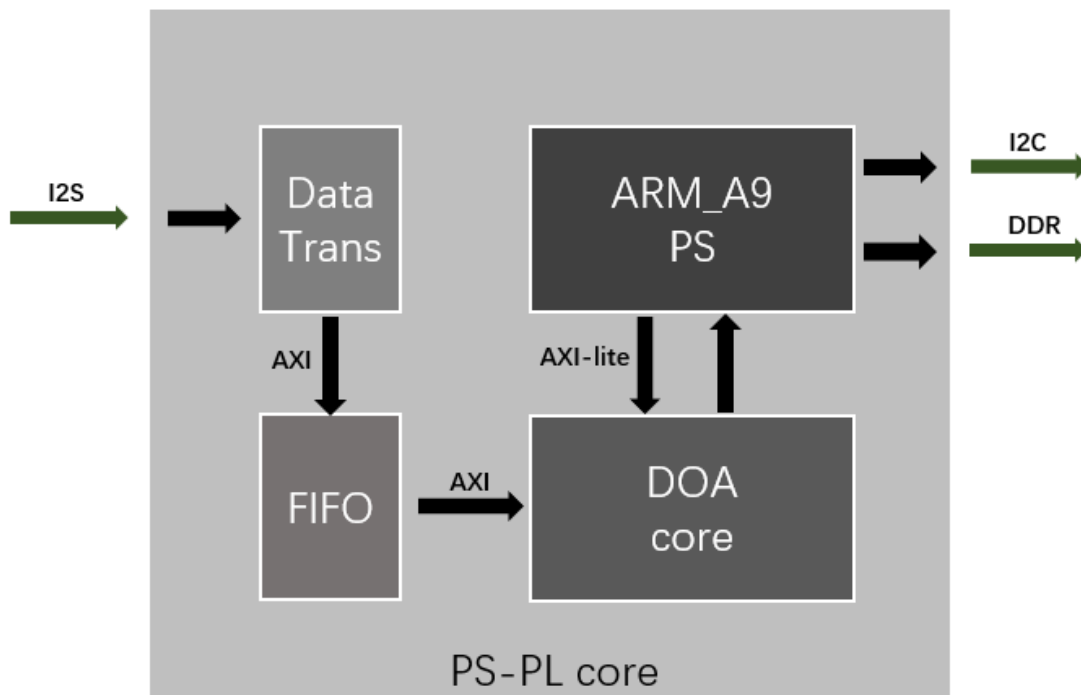 I2S
Data
Trans
ARM_A9
PS
I2C
DDR
AXI
AXI-lite
FIFO
AXI
DOA
core
PS-PL core